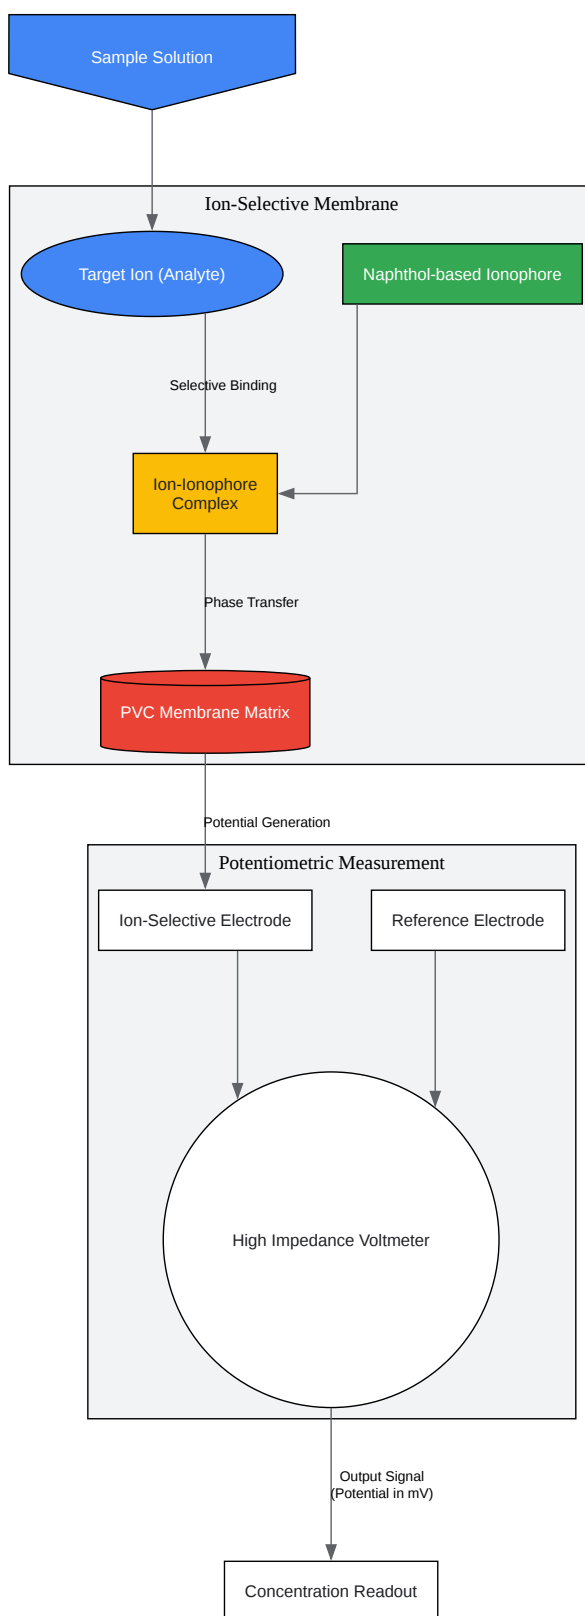 Sample Solution
Ion-Selective Membrane
Target Ion (Analyte)
Naphthol-based Ionophore
Selective Binding
Ion-Ionophore
Complex
Phase Transfer
PVC Membrane Matrix
Potential Generation
Potentiometric Measurement
Ion-Selective Electrode
Reference Electrode
High Impedance Voltmeter
Output Signal
(Potential in mV)
Concentration Readout